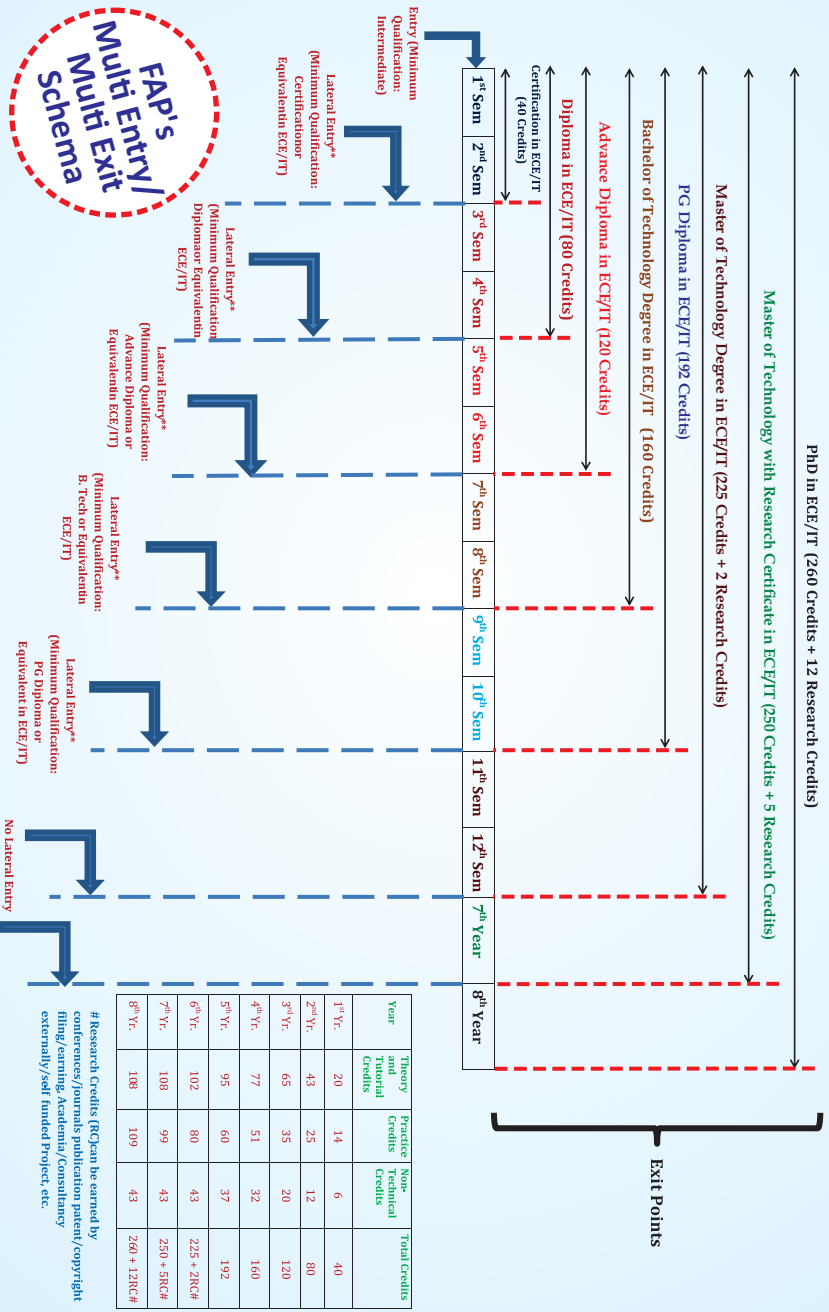 FAP's
Multi Entry/
Multi Exit
Schema
PhD in ECE/IT (260 Credits + 12 Research Credits)
Master of Technology with Research Certificate in ECE/IT (250 Credits + 5 Research Credits)
Master of Technology Degree in ECE/IT (225 Credits + 2 Research Credits)
PG Diploma in ECE/IT (192 Credits)
Bachelor of Technology Degree in ECE/IT (160 Credits)
Advance Diploma in ECE/IT (120 Credits)
Diploma in ECE/IT (80 Credits)
Certification in ECE/IT
(40 Credits)
Exit Points
1st Sem
2nd Sem
3rd Sem
4th Sem
5th Sem
6th Sem
7th Sem
8th Sem
9th Sem
10th Sem
11th Sem
12th Sem
7th Year
8th Year
Entry (Minimum
Qualification:
Intermediate)
Lateral Entry**
(Minimum Qualification:
Certificationor
Equivalentin ECE/IT)
Lateral Entry**
(Minimum Qualification
Diplomaor Equivalentin
ECE/IT)
Lateral Entry**
(Minimum Qualification:
Advance Diploma or
Equivalentin ECE/IT)
Lateral Entry**
(Minimum Qualification:
B. Tech or Equivalentin
ECE/IT)
Lateral Entry**
(Minimum Qualification:
PG Diploma or
Equivalent in ECE/IT)
No Lateral Entry
Year Theory and Tutorial Credits Practice Credits Non-Technical Credits Total Credits
1st Yr. 20 14 6 40
2nd Yr. 43 25 12 80
3rd Yr. 65 35 20 120
4th Yr. 77 51 32 160
5th Yr. 95 60 37 192
6th Yr. 102 80 43 225 + 2RC#
7th Yr. 108 99 43 250 + 5RC#
8th Yr. 108 109 43 260 + 12RC#
# Research Credits (RC)can be earned by
conferences/journals publication patent/copyright
filing/earning, Academia/Consultancy
externally/self funded Project, etc.